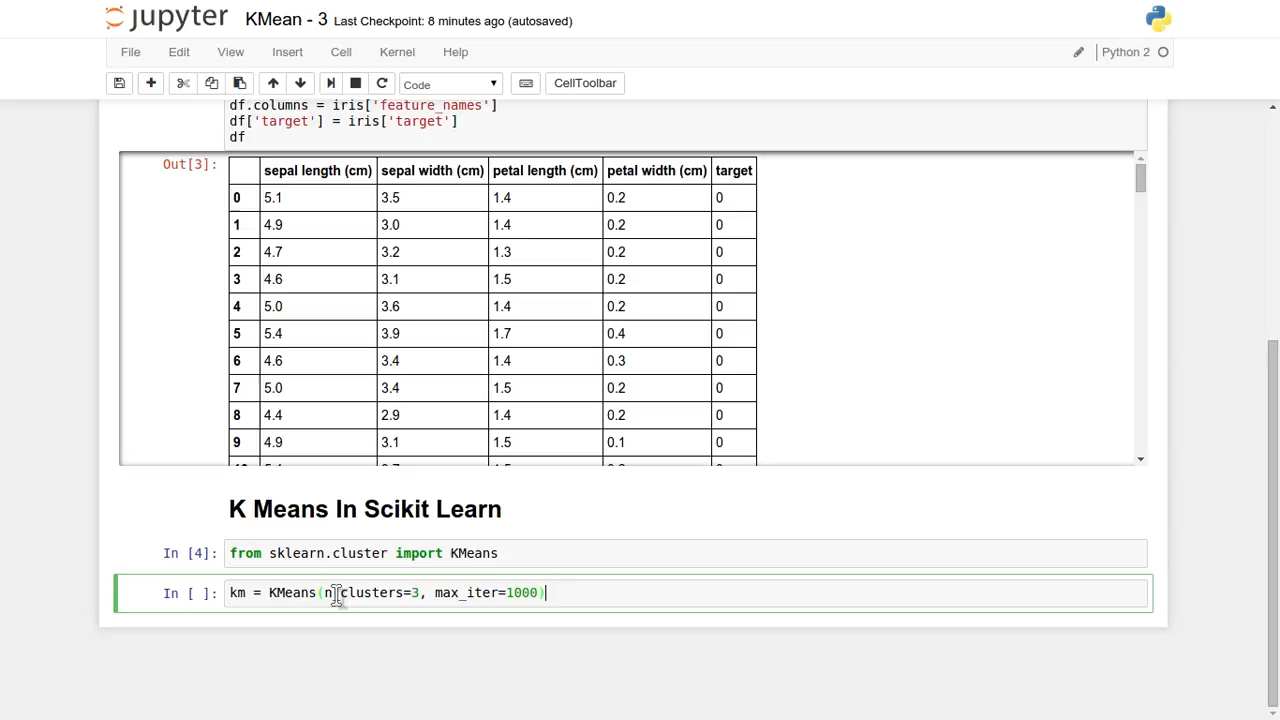 jupyter KMean - 3 Last Checkpoint: 8 minutes ago (autosaved)
File Edit View Insert Cell Kernel Help Python 2
Code CellToolbar
df.columns = iris['feature_names']
df['target'] = iris['target']
df
Out[3]:
sepal length (cm) sepal width (cm) petal length (cm) petal width (cm) target
0 5.1 3.5 1.4 0.2 0
1 4.9 3.0 1.4 0.2 0
2 4.7 3.2 1.3 0.2 0
3 4.6 3.1 1.5 0.2 0
4 5.0 3.6 1.4 0.2 0
5 5.4 3.9 1.7 0.4 0
6 4.6 3.4 1.4 0.3 0
7 5.0 3.4 1.5 0.2 0
8 4.4 2.9 1.4 0.2 0
9 4.9 3.1 1.5 0.1 0
K Means In Scikit Learn
In [4]: from sklearn.cluster import KMeans
In [ ]: km = KMeans(n_clusters=3, max_iter=1000)